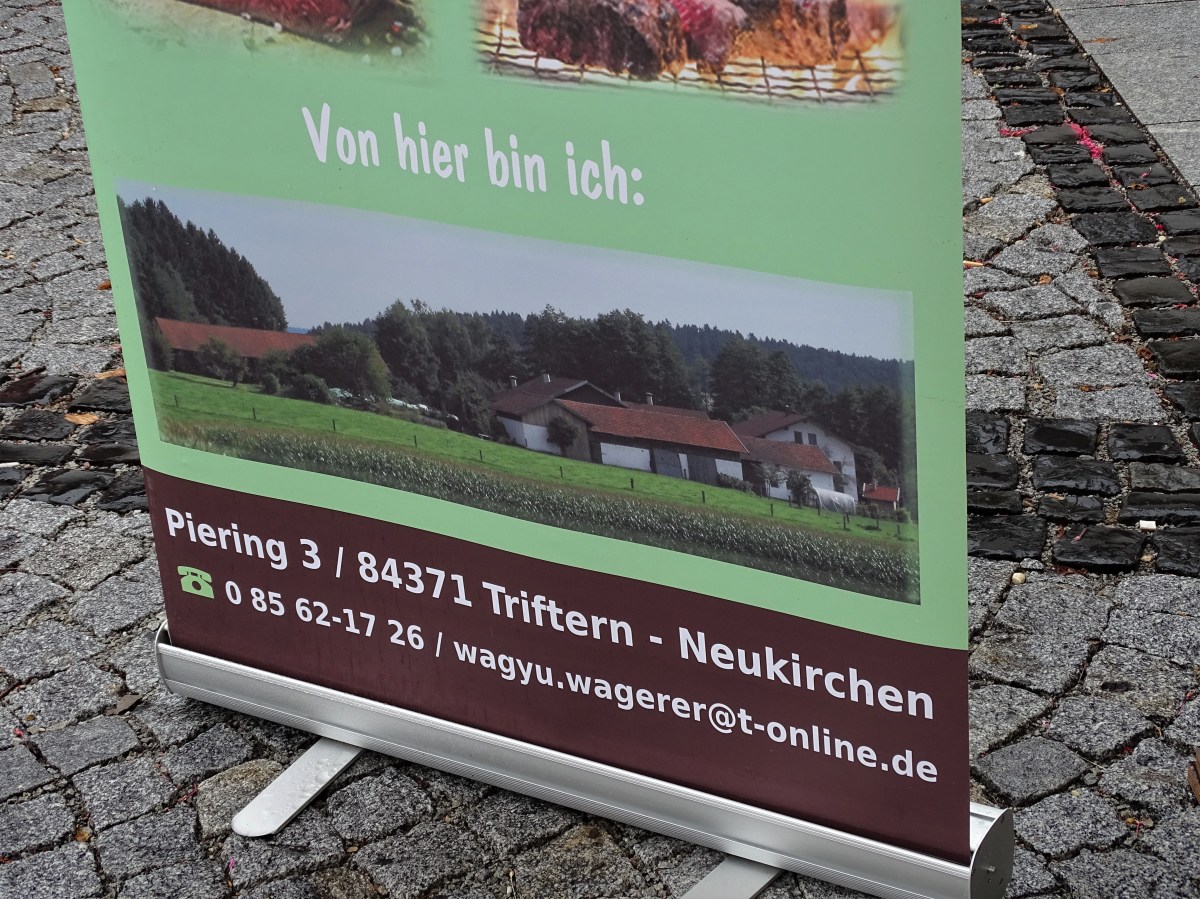 Von hier bin ich:
Piering 3 / 84371 Triftern - Neukirchen
☎ 0 85 62-17 26 / wagyu.wagerer@t-online.de